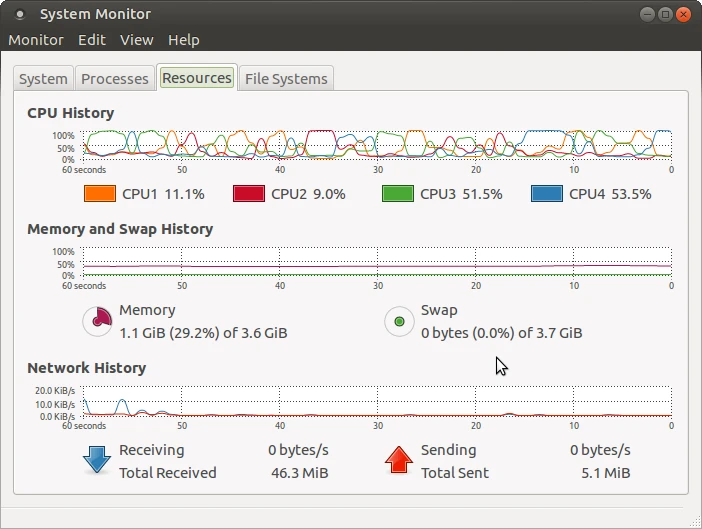 System Monitor
Monitor Edit View Help
System Processes Resources File Systems
CPU History
100%
50%
0%
60 seconds 50 40 30 20 10 0
CPU1 11.1% CPU2 9.0% CPU3 51.5% CPU4 53.5%
Memory and Swap History
100%
50%
0%
60 seconds 50 40 30 20 10 0
Memory Swap
1.1 GiB (29.2%) of 3.6 GiB 0 bytes (0.0%) of 3.7 GiB
Network History
20.0 KiB/s
10.0 KiB/s
0.0 KiB/s
60 seconds 50 40 30 20 10 0
Receiving 0 bytes/s Sending 0 bytes/s
Total Received 46.3 MiB Total Sent 5.1 MiB